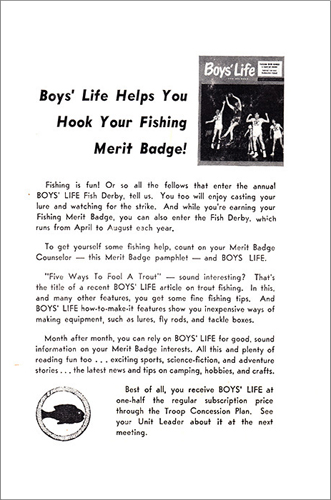 Boys' Life
Boys' Life Helps You
Hook Your Fishing
Merit Badge!
Fishing is fun! Or so all the fellows that enter the annual
BOYS' LIFE Fish Derby, tell us. You too will enjoy casting your
lure and watching for the strike. And while you're earning your
Fishing Merit Badge, you can also enter the Fish Derby, which
runs from April to August each year.
To get yourself some fishing help, count on your Merit Badge
Counselor — this Merit Badge pamphlet — and BOYS' LIFE.
"Five Ways To Fool A Trout" — sound interesting? That's
the title of a recent BOYS' LIFE article on trout fishing. In this,
and many other features, you get some fine fishing tips. And
BOYS' LIFE how-to-make-it features show you inexpensive ways of
making equipment, such as lures, fly rods, and tackle boxes.
Month after month, you can rely on BOYS' LIFE for good, sound
information on your Merit Badge interests. All this and plenty of
reading fun too . . . exciting sports, science-fiction, and adventure
stories . . . the latest news and tips on camping, hobbies, and crafts.
Best of all, you receive BOYS' LIFE at
one-half the regular subscription price
through the Troop Concession Plan. See
your Unit Leader about it at the next
meeting.